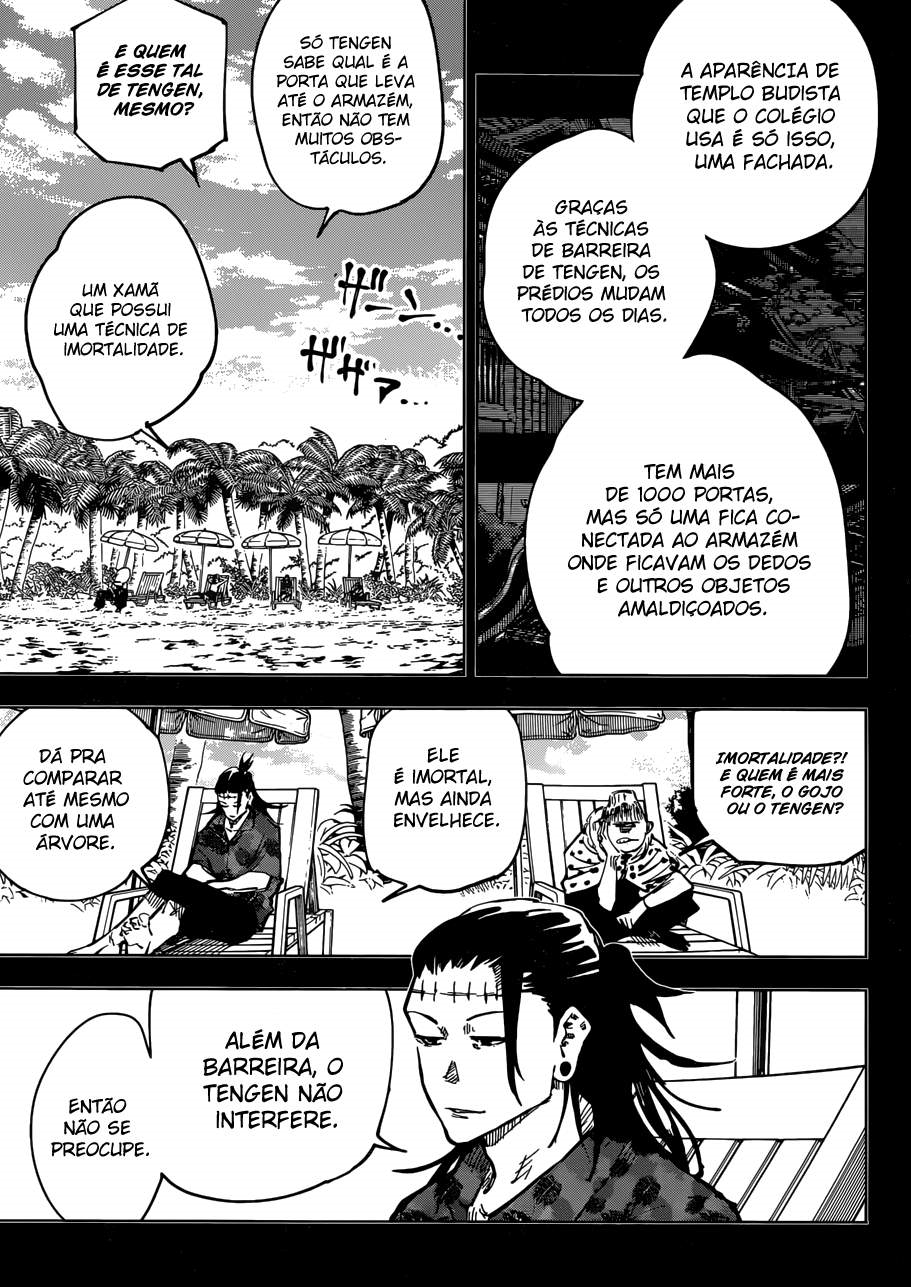 A APARÊNCIA DE
TEMPLO BUDISTA
QUE O COLÉGIO
USA É SÓ ISSO,
UMA FACHADA.
GRAÇAS
ÀS TÉCNICAS
DE BARREIRA
DE TENGEN, OS
PRÉDIOS MUDAM
TODOS OS DIAS.
TEM MAIS
DE 1000 PORTAS,
MAS SÓ UMA FICA CO-
NECTADA AO ARMAZÉM
ONDE FICAVAM OS DEDOS
E OUTROS OBJETOS
AMALDIÇOADOS.
SÓ TENGEN
SABE QUAL É A
PORTA QUE LEVA
ATÉ O ARMAZÉM,
ENTÃO NÃO TEM
MUITOS OBS-
TÁCULOS.
E QUEM
É ESSE TAL
DE TENGEN,
MESMO?
ザーン...
ザザァ...
UM XAMÃ
QUE POSSUI
UMA TÉCNICA DE
IMORTALIDADE.
IMORTALIDADE?!
E QUEM É MAIS
FORTE, O GOJO
OU O TENGEN?
ELE
É IMORTAL,
MAS AINDA
ENVELHECE.
DÁ PRA
COMPARAR
ATÉ MESMO
COM UMA
ÁRVORE.
ALÉM DA
BARREIRA, O
TENGEN NÃO
INTERFERE.
ENTÃO
NÃO SE
PREOCUPE.